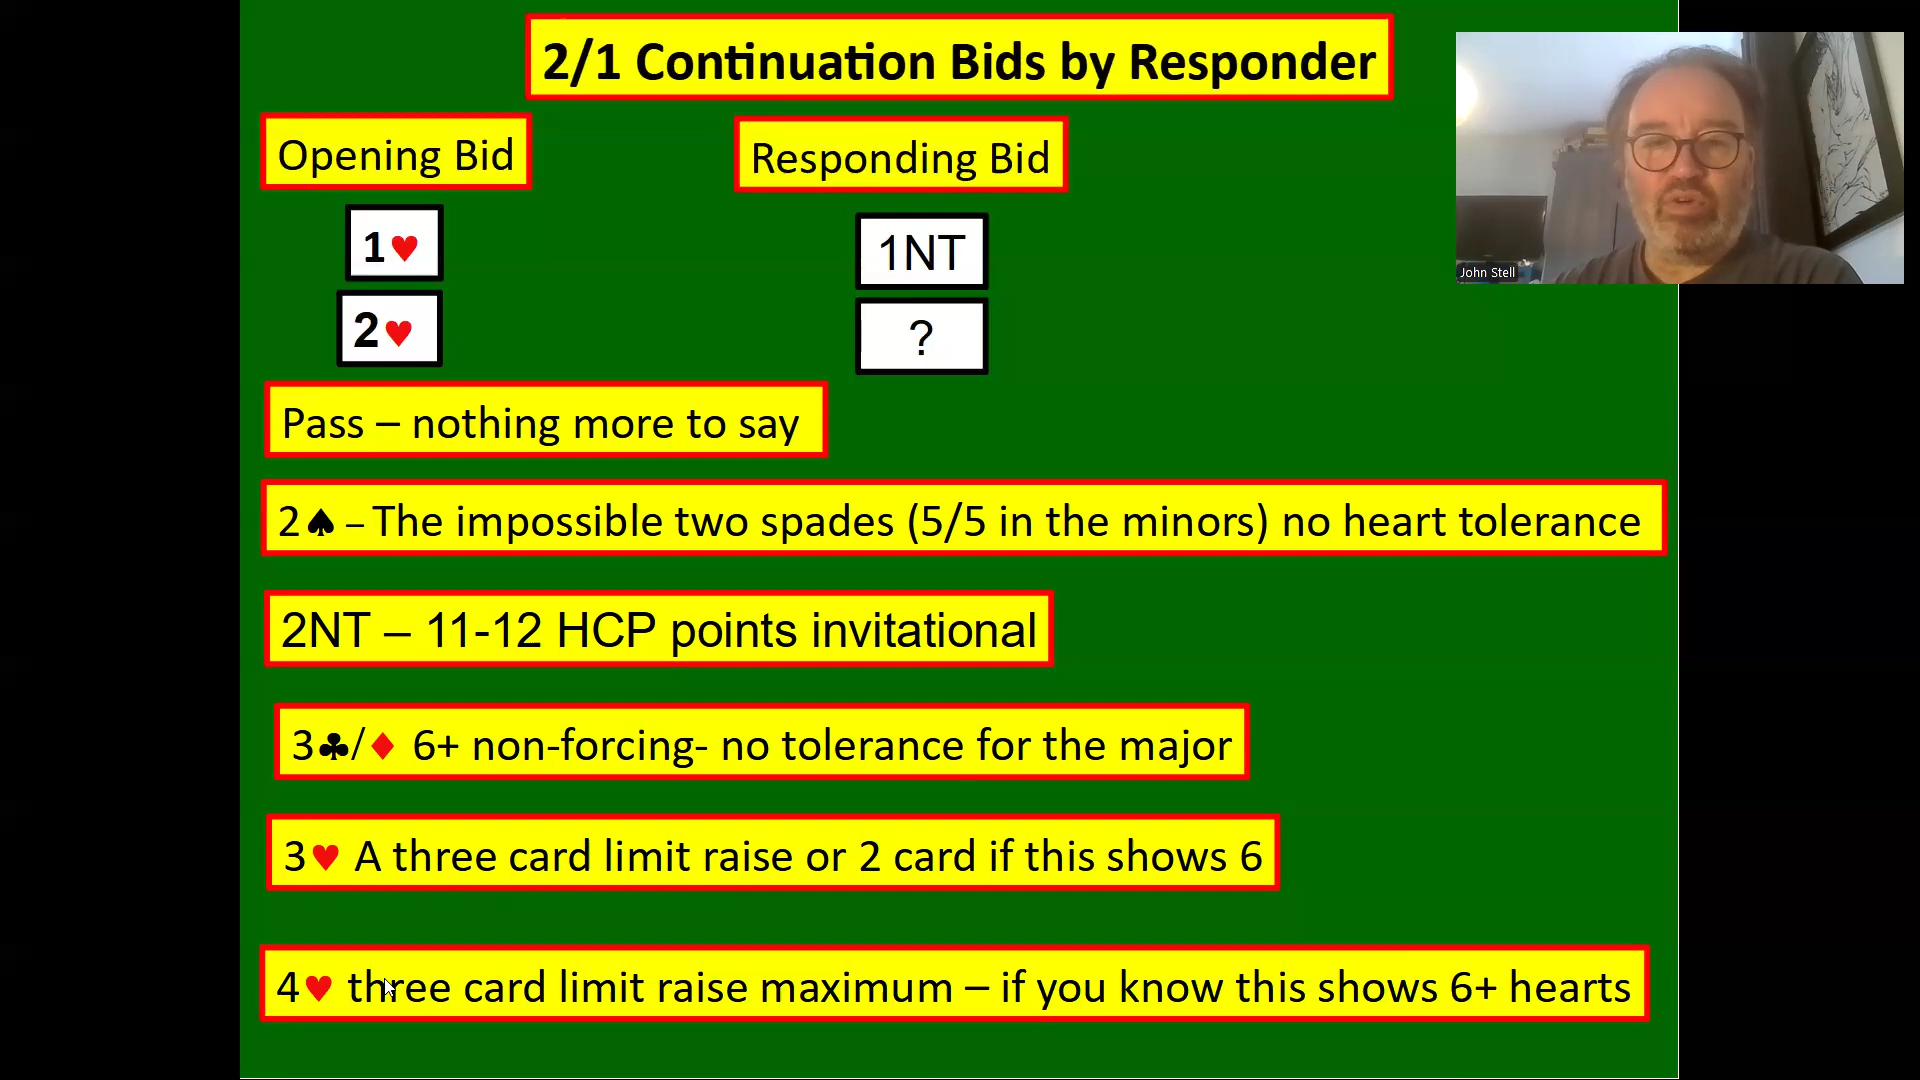 2/1 Continuation Bids by Responder
Opening Bid
Responding Bid
1♥
1NT
2♥
?
John Stell
Pass – nothing more to say
2♠ – The impossible two spades (5/5 in the minors) no heart tolerance
2NT – 11-12 HCP points invitational
3♣/♦ 6+ non-forcing- no tolerance for the major
3♥ A three card limit raise or 2 card if this shows 6
4♥ three card limit raise maximum – if you know this shows 6+ hearts